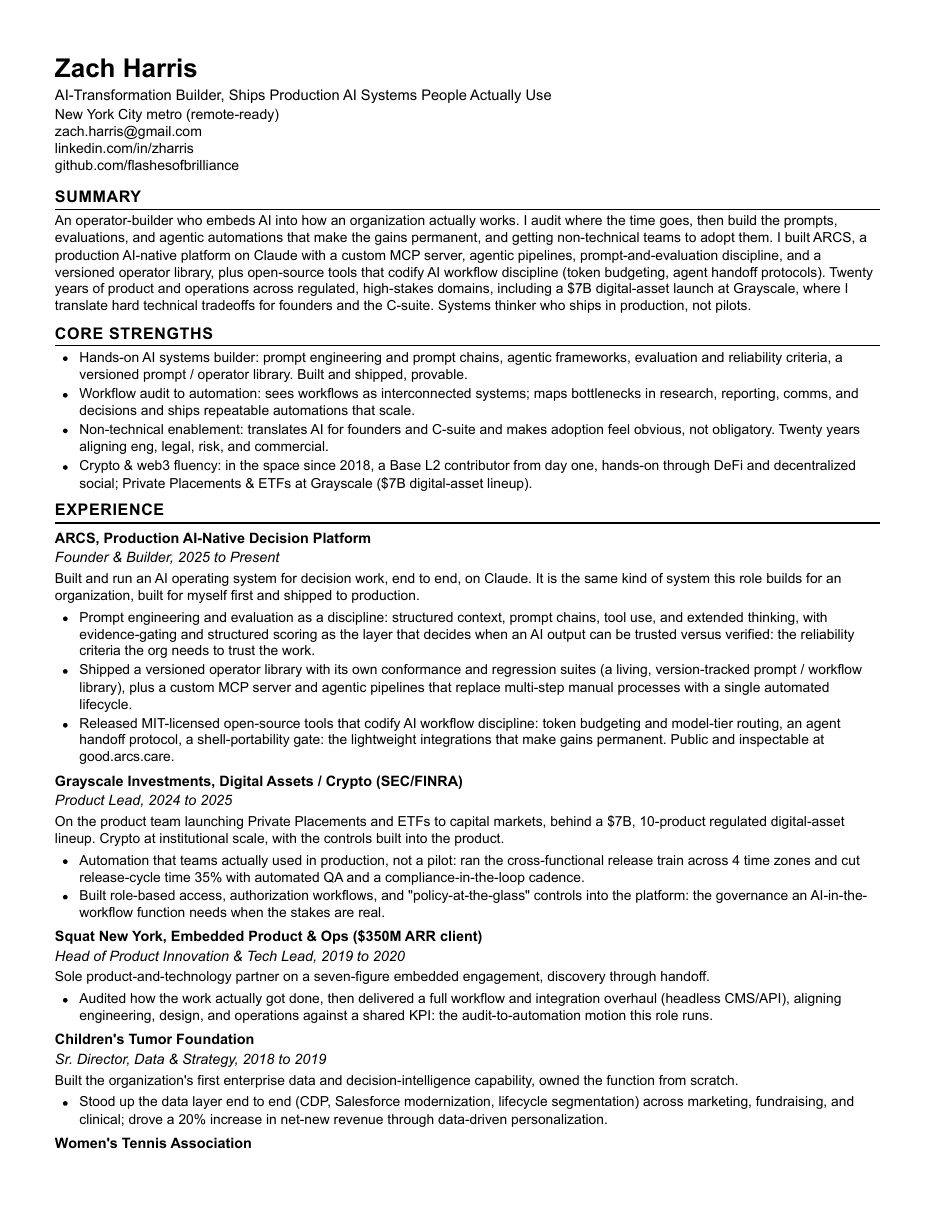 Zach Harris
AI-Transformation Builder, Ships Production AI Systems People Actually Use
New York City metro (remote-ready)
zach.harris@gmail.com
linkedin.com/in/zharris
github.com/flashesofbrilliance
SUMMARY
An operator-builder who embeds AI into how an organization actually works. I audit where the time goes, then build the prompts,
evaluations, and agentic automations that make the gains permanent, and getting non-technical teams to adopt them. I built ARCS, a
production AI-native platform on Claude with a custom MCP server, agentic pipelines, prompt-and-evaluation discipline, and a
versioned operator library, plus open-source tools that codify AI workflow discipline (token budgeting, agent handoff protocols). Twenty
years of product and operations across regulated, high-stakes domains, including a $7B digital-asset launch at Grayscale, where I
translate hard technical tradeoffs for founders and the C-suite. Systems thinker who ships in production, not pilots.
CORE STRENGTHS
• Hands-on AI systems builder: prompt engineering and prompt chains, agentic frameworks, evaluation and reliability criteria, a
versioned prompt / operator library. Built and shipped, provable.
• Workflow audit to automation: sees workflows as interconnected systems; maps bottlenecks in research, reporting, comms, and
decisions and ships repeatable automations that scale.
• Non-technical enablement: translates AI for founders and C-suite and makes adoption feel obvious, not obligatory. Twenty years
aligning eng, legal, risk, and commercial.
• Crypto & web3 fluency: in the space since 2018, a Base L2 contributor from day one, hands-on through DeFi and decentralized
social; Private Placements & ETFs at Grayscale ($7B digital-asset lineup).
EXPERIENCE
ARCS, Production AI-Native Decision Platform
Founder & Builder, 2025 to Present
Built and run an AI operating system for decision work, end to end, on Claude. It is the same kind of system this role builds for an
organization, built for myself first and shipped to production.
• Prompt engineering and evaluation as a discipline: structured context, prompt chains, tool use, and extended thinking, with
evidence-gating and structured scoring as the layer that decides when an AI output can be trusted versus verified: the reliability
criteria the org needs to trust the work.
• Shipped a versioned operator library with its own conformance and regression suites (a living, version-tracked prompt / workflow
library), plus a custom MCP server and agentic pipelines that replace multi-step manual processes with a single automated
lifecycle.
• Released MIT-licensed open-source tools that codify AI workflow discipline: token budgeting and model-tier routing, an agent
handoff protocol, a shell-portability gate: the lightweight integrations that make gains permanent. Public and inspectable at
good.arcs.care.
Grayscale Investments, Digital Assets / Crypto (SEC/FINRA)
Product Lead, 2024 to 2025
On the product team launching Private Placements and ETFs to capital markets, behind a $7B, 10-product regulated digital-asset
lineup. Crypto at institutional scale, with the controls built into the product.
• Automation that teams actually used in production, not a pilot: ran the cross-functional release train across 4 time zones and cut
release-cycle time 35% with automated QA and a compliance-in-the-loop cadence.
• Built role-based access, authorization workflows, and "policy-at-the-glass" controls into the platform: the governance an AI-in-the-
workflow function needs when the stakes are real.
Squat New York, Embedded Product & Ops ($350M ARR client)
Head of Product Innovation & Tech Lead, 2019 to 2020
Sole product-and-technology partner on a seven-figure embedded engagement, discovery through handoff.
• Audited how the work actually got done, then delivered a full workflow and integration overhaul (headless CMS/API), aligning
engineering, design, and operations against a shared KPI: the audit-to-automation motion this role runs.
Children's Tumor Foundation
Sr. Director, Data & Strategy, 2018 to 2019
Built the organization's first enterprise data and decision-intelligence capability, owned the function from scratch.
• Stood up the data layer end to end (CDP, Salesforce modernization, lifecycle segmentation) across marketing, fundraising, and
clinical; drove a 20% increase in net-new revenue through data-driven personalization.
Women's Tennis Association